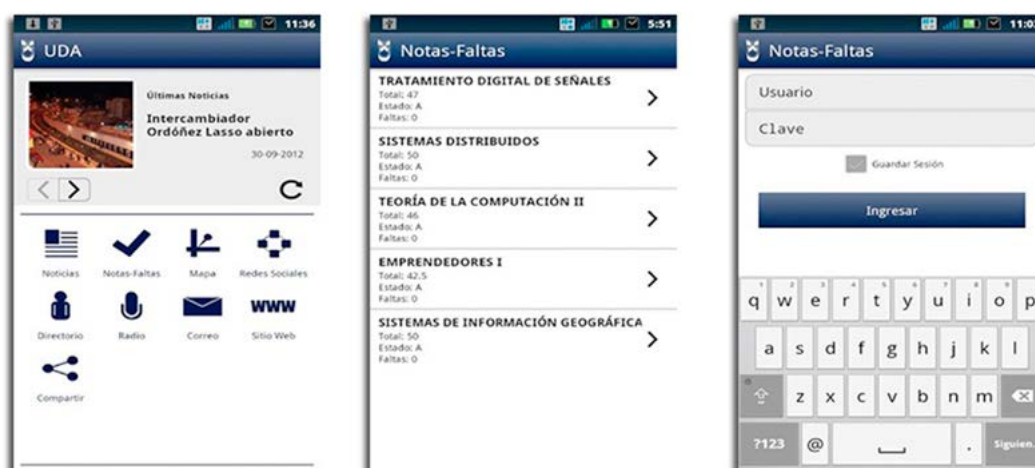 11:36
UDA
Últimas Noticias
Intercambiador
Ordóñez Lasso abierto
30-09-2012
Noticias
Notas-Faltas
Mapa
Redes Sociales
www
Directorio
Radio
Correo
Sitio Web
Compartir
5:51
Notas-Faltas
TRATAMIENTO DIGITAL DE SEÑALES
Total: 47
Estado: A
Faltas: 0
SISTEMAS DISTRIBUIDOS
Total: 50
Estado: A
Faltas: 0
TEORÍA DE LA COMPUTACIÓN II
Total: 46
Estado: A
Faltas: 0
EMPRENDEDORES I
Total: 42.5
Estado: A
Faltas: 0
SISTEMAS DE INFORMACIÓN GEOGRÁFICA
Total: 50
Estado: A
Faltas: 0
Notas-Faltas
Usuario
Clave
Guardar Sesión
Ingresar
q w e r t y u i o p
a s d f g h j k l
z x c v b n m
?123 @ . Siguien.